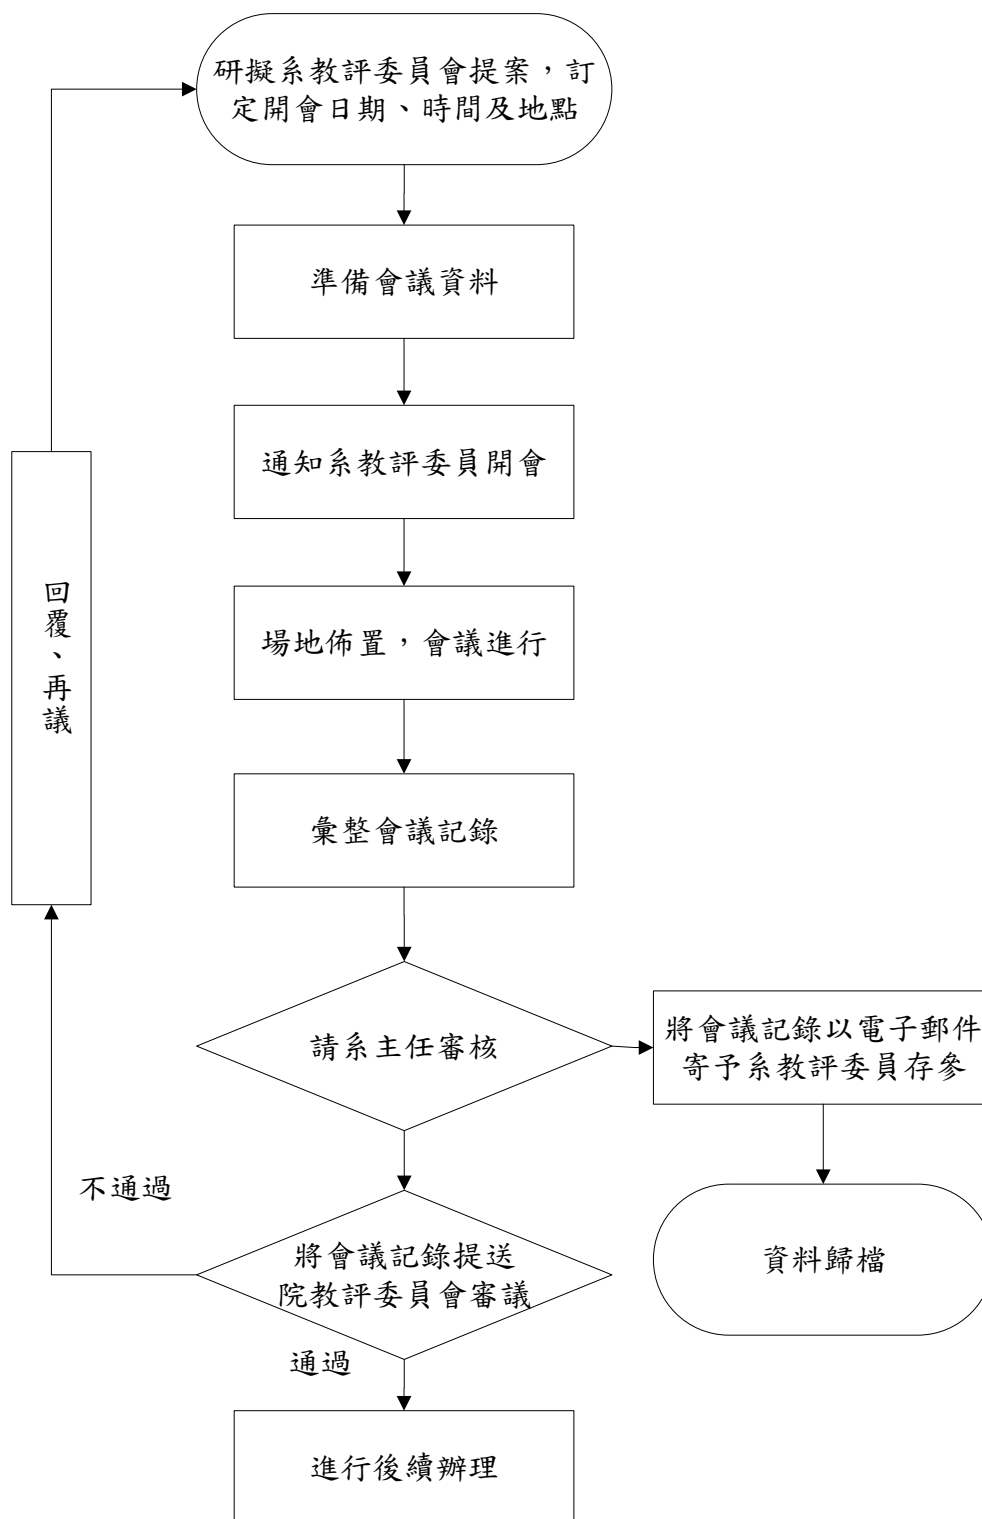 研擬系教評委員會提案，訂
定開會日期、時間及地點
準備會議資料
通知系教評委員開會
回覆、再議
場地佈置，會議進行
彙整會議記錄
請系主任審核
將會議記錄以電子郵件
寄予系教評委員存參
不通過
將會議記錄提送
院教評委員會審議
資料歸檔
通過
進行後續辦理